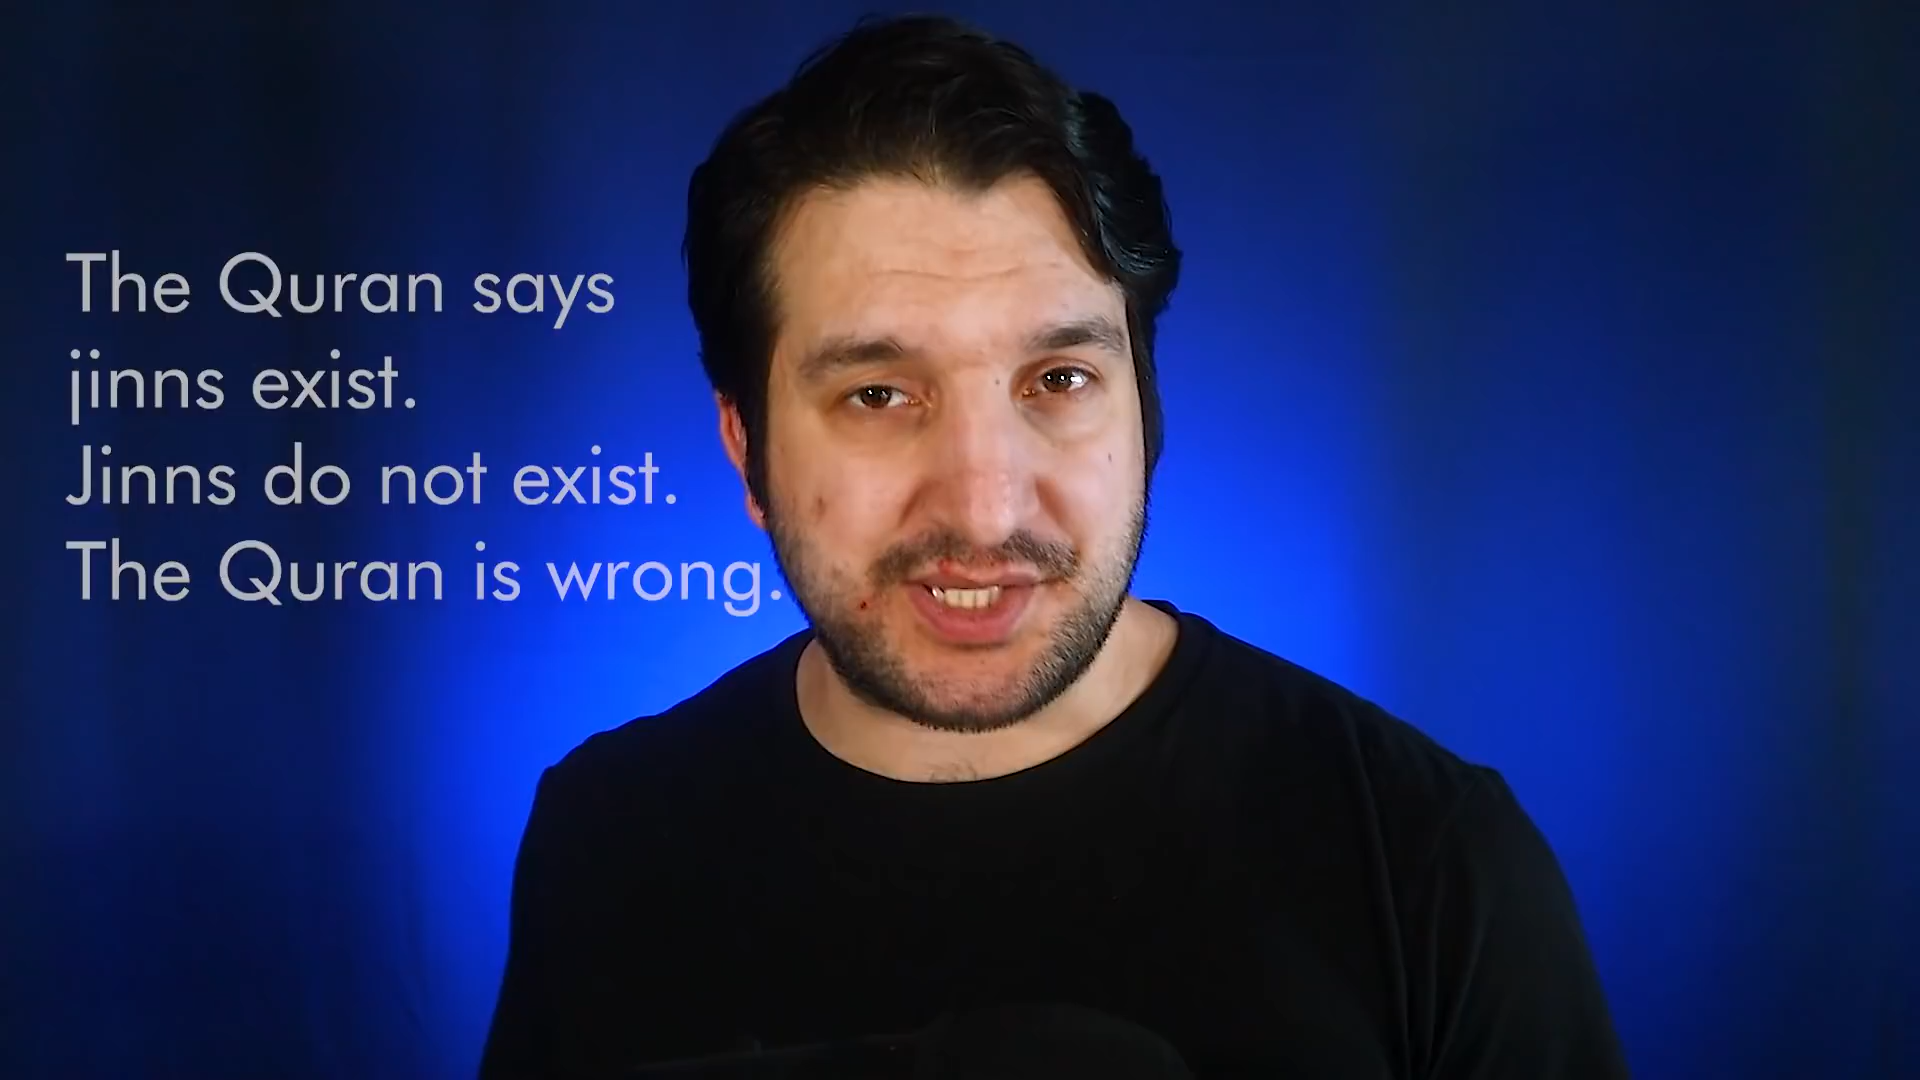 The Quran says
jinns exist.
Jinns do not exist.
The Quran is wrong.